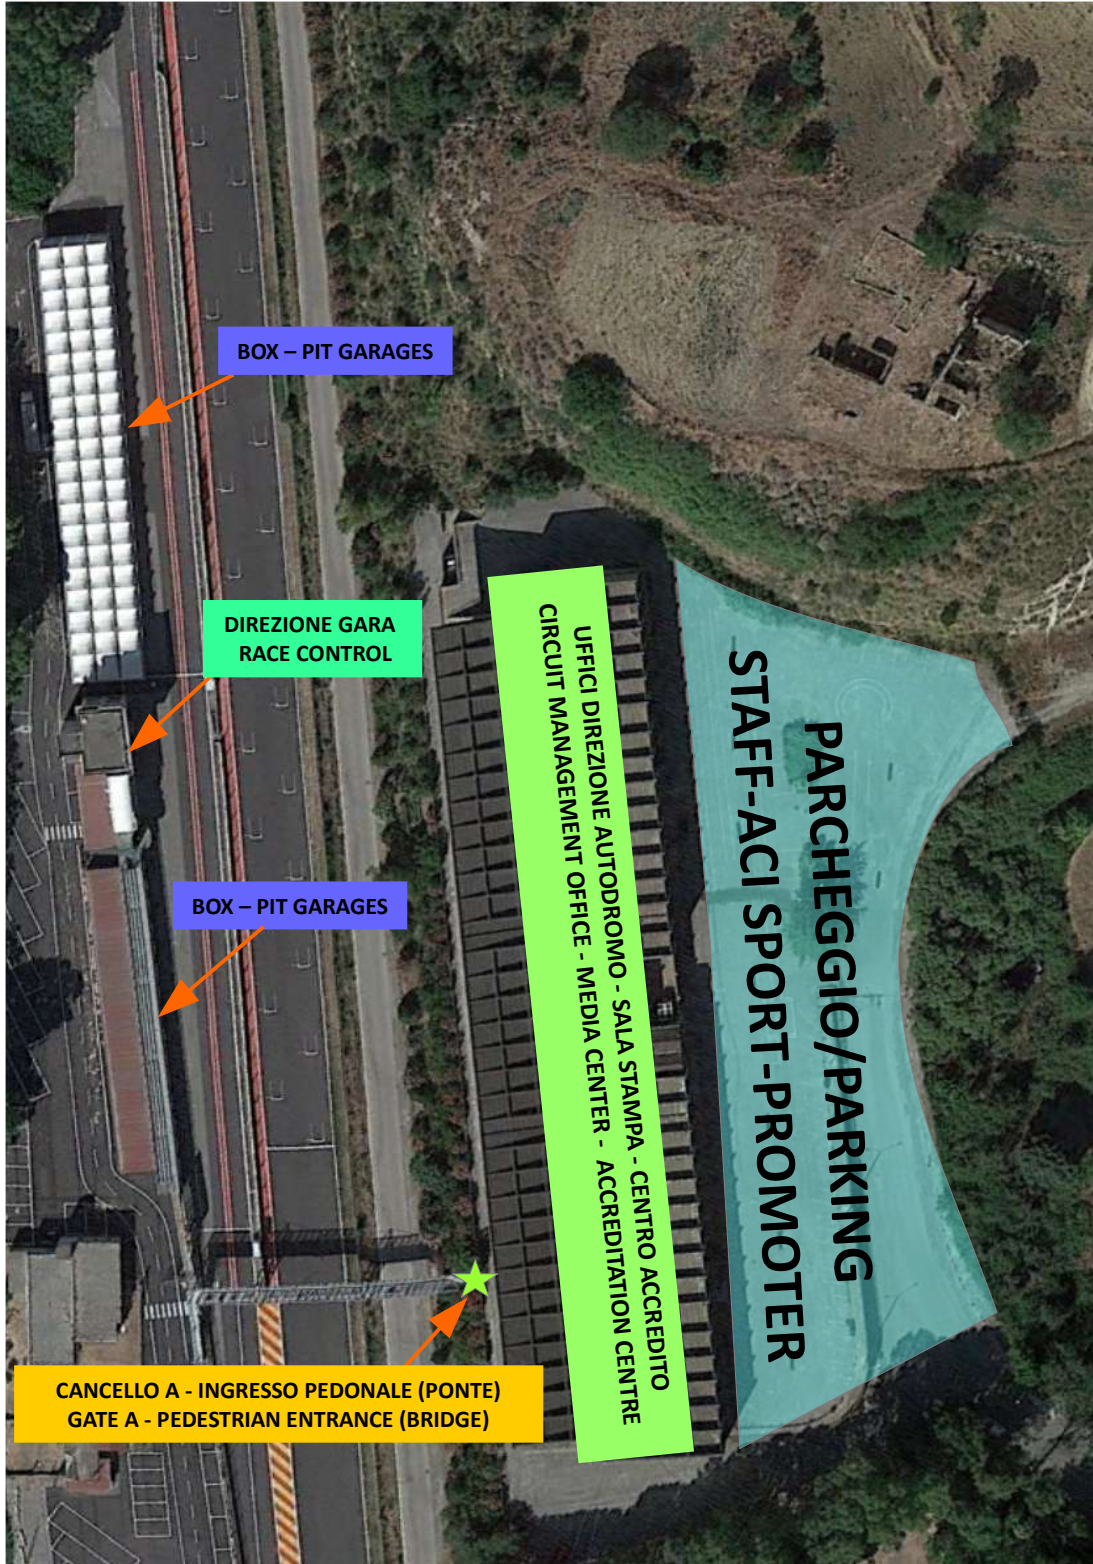 BOX – PIT GARAGES
DIREZIONE GARA
RACE CONTROL
UFFICI DIREZIONE AUTODROMO - SALA STAMPA - CENTRO ACCREDITO
CIRCUIT MANAGEMENT OFFICE - MEDIA CENTER - ACCREDITATION CENTRE
PARCHEGGIO/PARKING
STAFF-ACI SPORT-PROMOTER
BOX – PIT GARAGES
CANCELLO A - INGRESSO PEDONALE (PONTE)
GATE A - PEDESTRIAN ENTRANCE (BRIDGE)